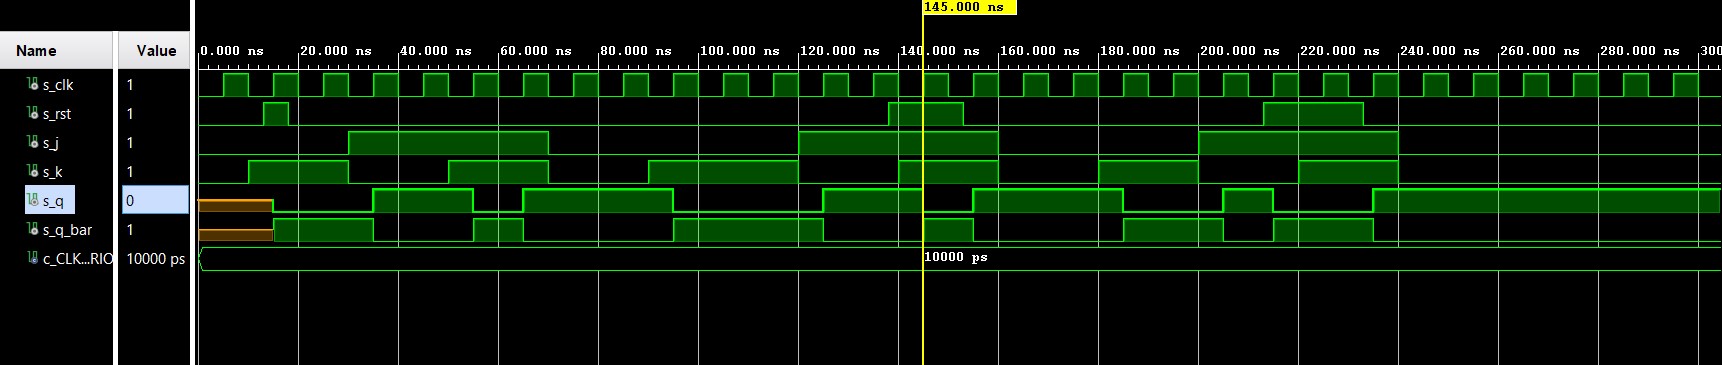 145.000 ns
Name Value 0.000 ns 20.000 ns 40.000 ns 60.000 ns 80.000 ns 100.000 ns 120.000 ns 140.000 ns 160.000 ns 180.000 ns 200.000 ns 220.000 ns 240.000 ns 260.000 ns 280.000 ns 300
s_clk 1
s_rst 1
s_j 1
s_k 1
s_q 0
s_q_bar 1
c_CLK...RIO 10000 ps 10000 ps